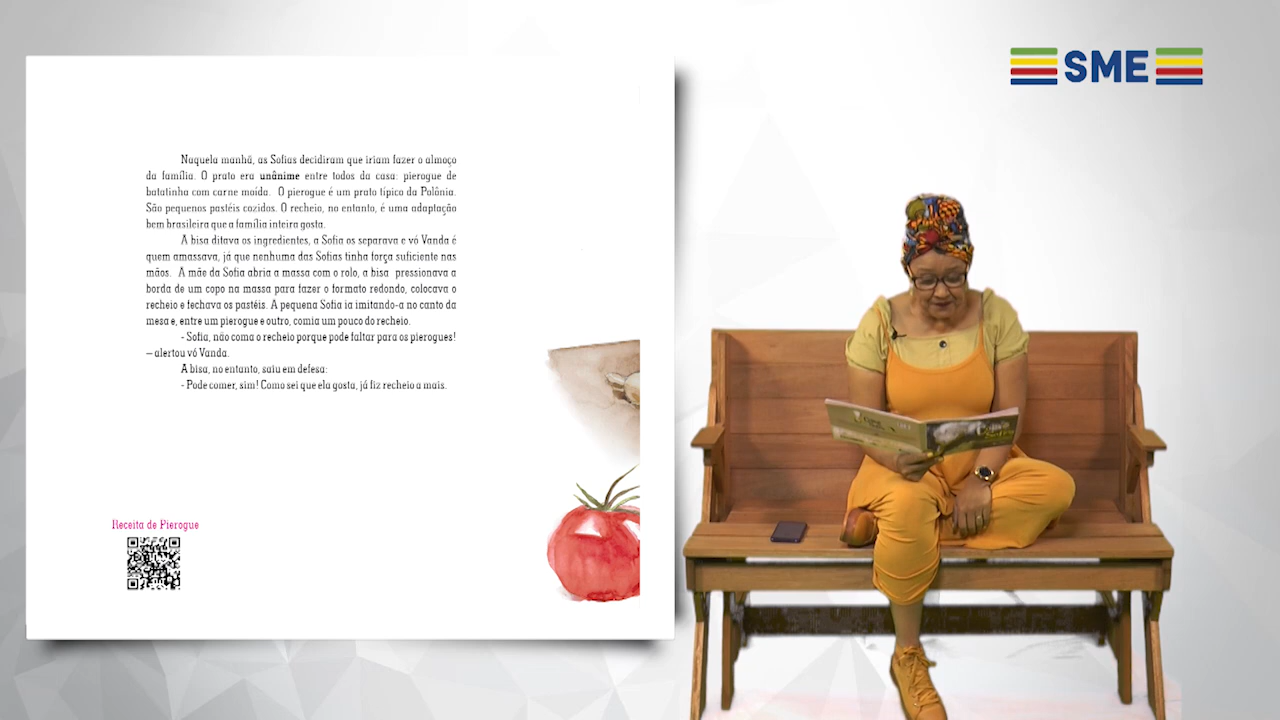 SME
Naquela manhã, as Sofias decidiram que iriam fazer o almoço
da família. O prato era unânime entre todos da casa: pierogue de
batatinha com carne moída. O pierogue é um prato típico da Polônia.
São pequenos pastéis cozidos. O recheio, no entanto, é uma adaptação
bem brasileira que a família inteira gosta.
A bisa ditava os ingredientes, a Sofia os separava e vó Vanda é
quem amassava, já que nenhuma das Sofias tinha força suficiente nas
mãos. A mãe da Sofia abria a massa com o rolo, a bisa pressionava a
borda de um copo na massa para fazer o formato redondo, colocava o
recheio e fechava os pastéis. A pequena Sofia ia imitando-a no canto da
mesa e, entre um pierogue e outro, comia um pouco do recheio.
- Sofia, não coma o recheio porque pode faltar para os pierogues!
– alertou vó Vanda.
A bisa, no entanto, saiu em defesa:
- Pode comer, sim! Como sei que ela gosta, já fiz recheio a mais.
Receita de Pierogue